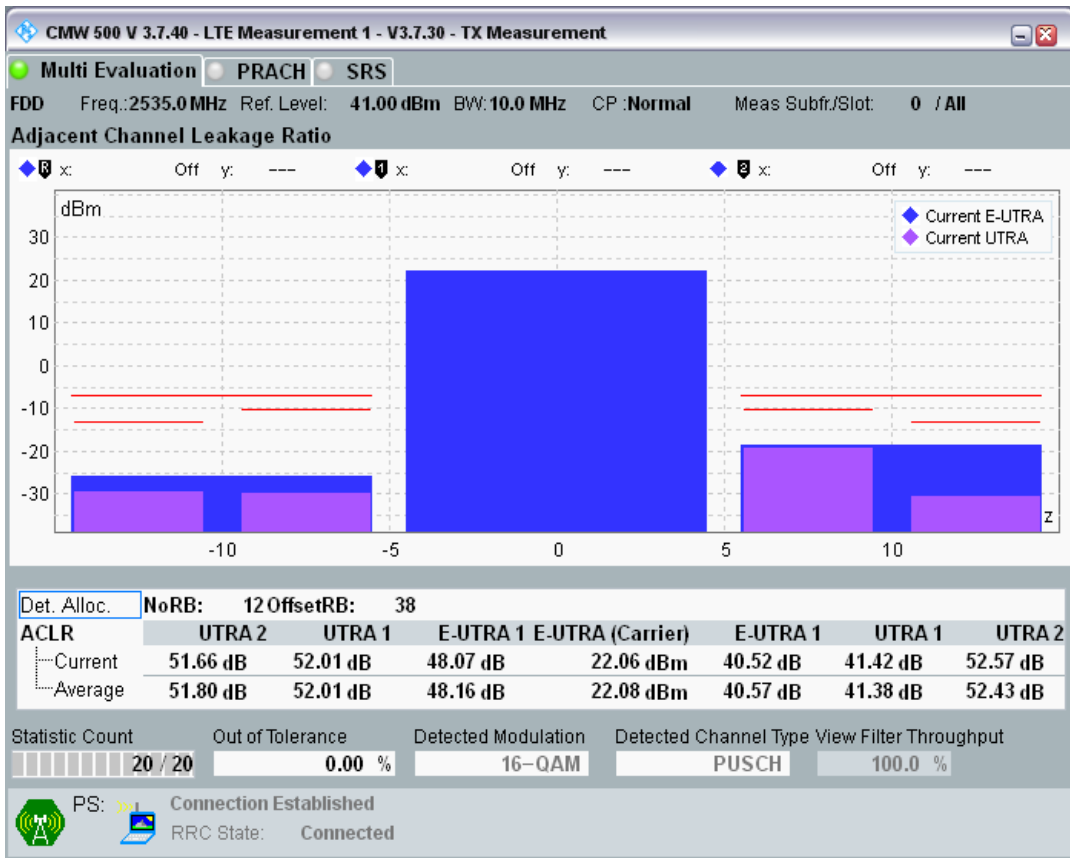 CMW 500 V 3.7.40 - LTE Measurement 1 - V3.7.30 - TX Measurement
Multi Evaluation PRACH SRS
FDD Freg.:2535.0 MHz Ref. Level: 41.00 dBm BW: 10.0 MHz CP :Normal Meas Subfr./Slot: 0 / All
Adjacent Channel Leakage Ratio
R x: Off y: --- 1 x: Off y: --- 2 x: Off y: ---
dBm
Current E-UTRA
Current UTRA
30
20
10
0
-10
-20
-30
z
-10 -5 0 5 10
Det. Alloc. NoRB: 12 OffsetRB: 38
ACLR UTRA 2 UTRA 1 E-UTRA 1 E-UTRA (Carrier) E-UTRA 1 UTRA 1 UTRA 2
Current 51.66 dB 52.01 dB 48.07 dB 22.06 dBm 40.52 dB 41.42 dB 52.57 dB
Average 51.80 dB 52.01 dB 48.16 dB 22.08 dBm 40.57 dB 41.38 dB 52.43 dB
Statistic Count Out of Tolerance Detected Modulation Detected Channel Type View Filter Throughput
20 / 20 0.00 % 16-QAM PUSCH 100.0 %
PS: Connection Established
RRC State: Connected